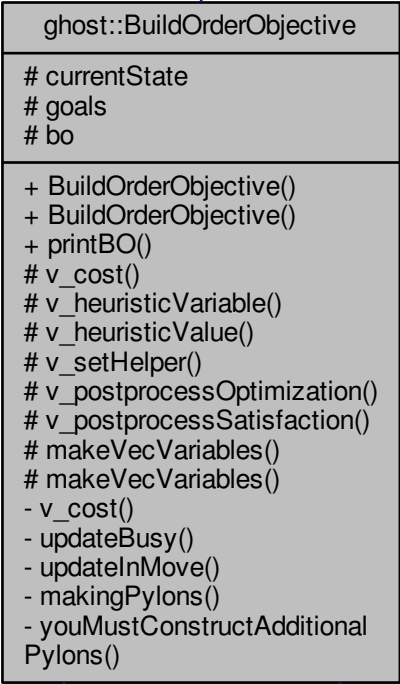 ghost::BuildOrderObjective
# currentState
# goals
# bo
+ BuildOrderObjective()
+ BuildOrderObjective()
+ printBO()
# v_cost()
# v_heuristicVariable()
# v_heuristicValue()
# v_setHelper()
# v_postprocessOptimization()
# v_postprocessSatisfaction()
# makeVecVariables()
# makeVecVariables()
- v_cost()
- updateBusy()
- updateInMove()
- makingPylons()
- youMustConstructAdditional
Pylons()